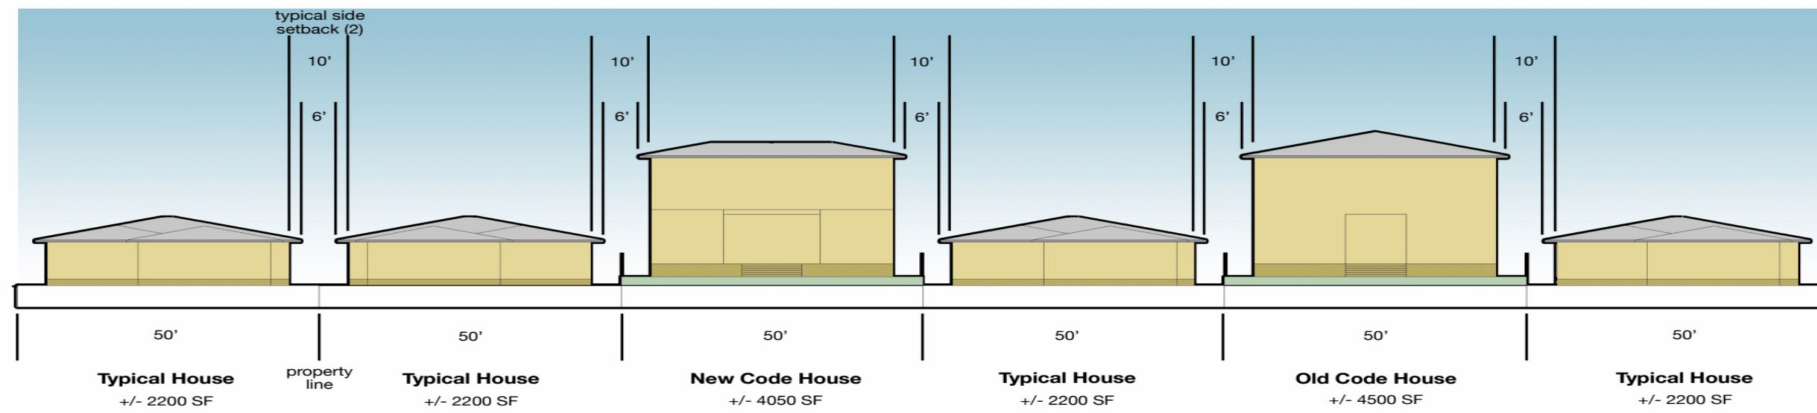 typical side
setback (2)
10' 10' 10' 10' 10'
6' 6' 6' 6' 6'
50' 50' 50' 50' 50' 50'
property
line
Typical House
+/- 2200 SF
Typical House
+/- 2200 SF
New Code House
+/- 4050 SF
Typical House
+/- 2200 SF
Old Code House
+/- 4500 SF
Typical House
+/- 2200 SF